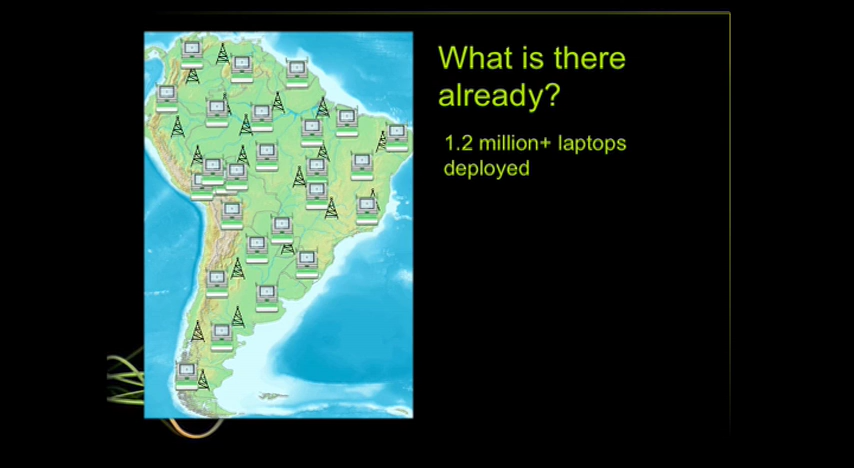 What is there
already?
1.2 million+ laptops
deployed